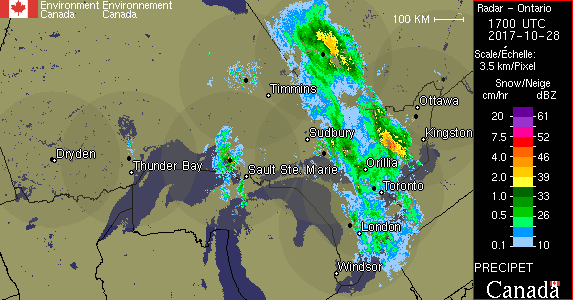 Environment Environnement
Canada Canada
100 KM
Radar - Ontario
1700 UTC
2017-10-28
Scale/Échelle:
3.5 km/Pixel
Snow/Neige
cm/hr dBZ
20 61
7.5 52
4.0 46
2.0 39
1.0 33
0.5 26
0.1 10
PRECIPET
Canada
Timmins
Ottawa
Sudbury
Kingston
Dryden
Thunder Bay
Sault Ste. Marie
Orillia
Toronto
London
Windsor